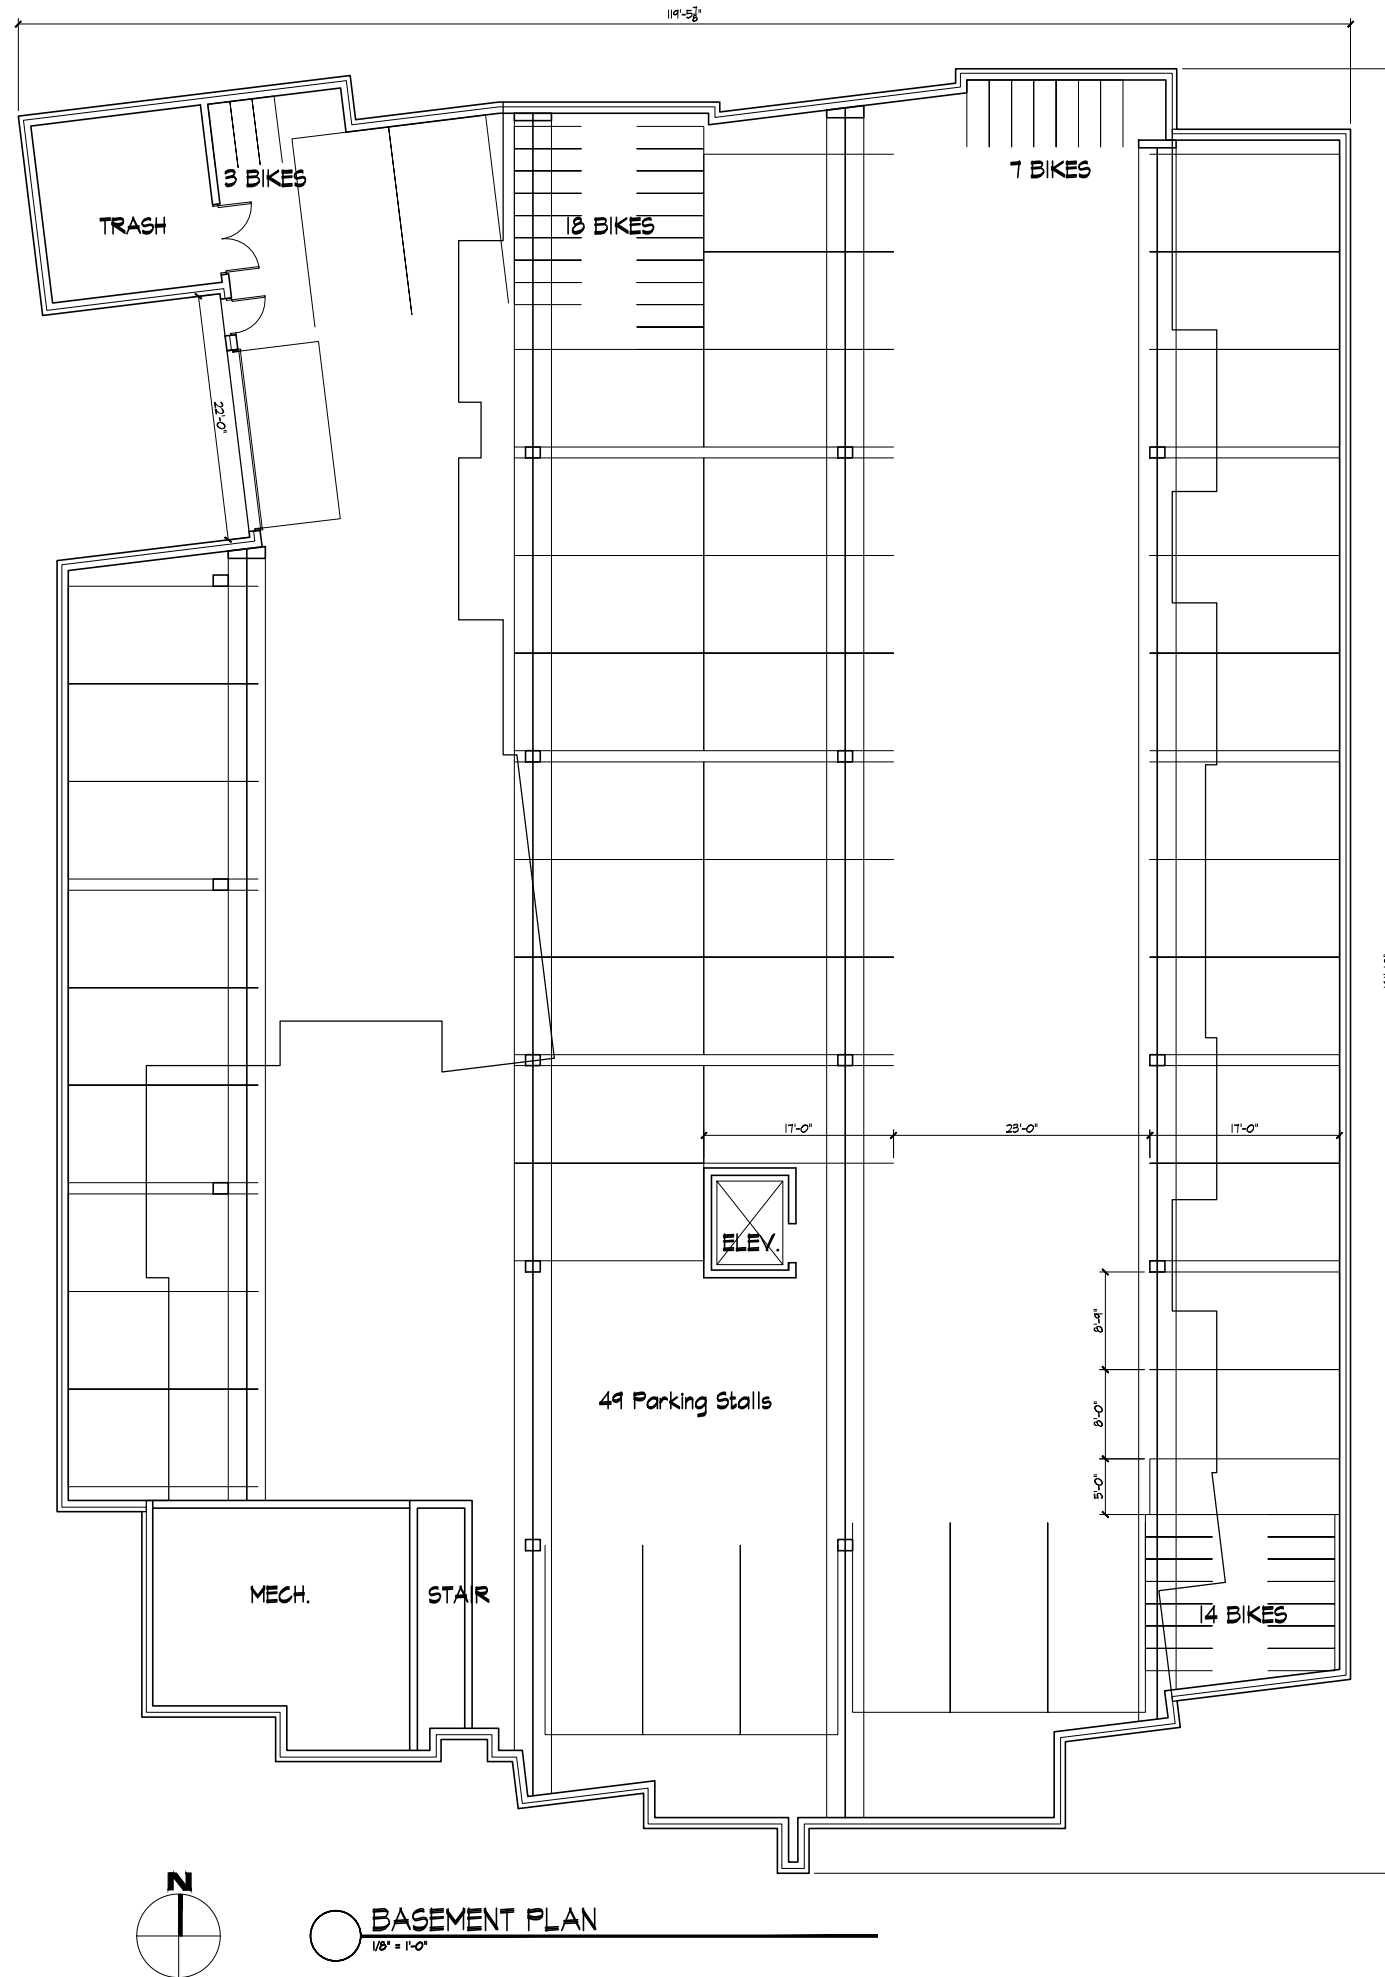 119'-5⅞"
7 BIKES
3 BIKES
TRASH
18 BIKES
22'-0"
17'-0"
23'-0"
17'-0"
ELEV.
8'-9"
49 Parking Stalls
8'-0"
5'-0"
MECH.
STAIR
14 BIKES
N
BASEMENT PLAN
1/8" = 1'-0"